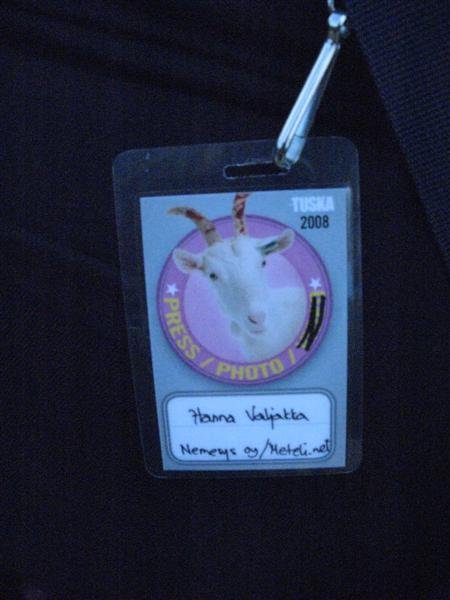 TUSKA
2008
PRESS / PHOTO /
Hanna Valjakka
Nemesys oy/Meteli.net